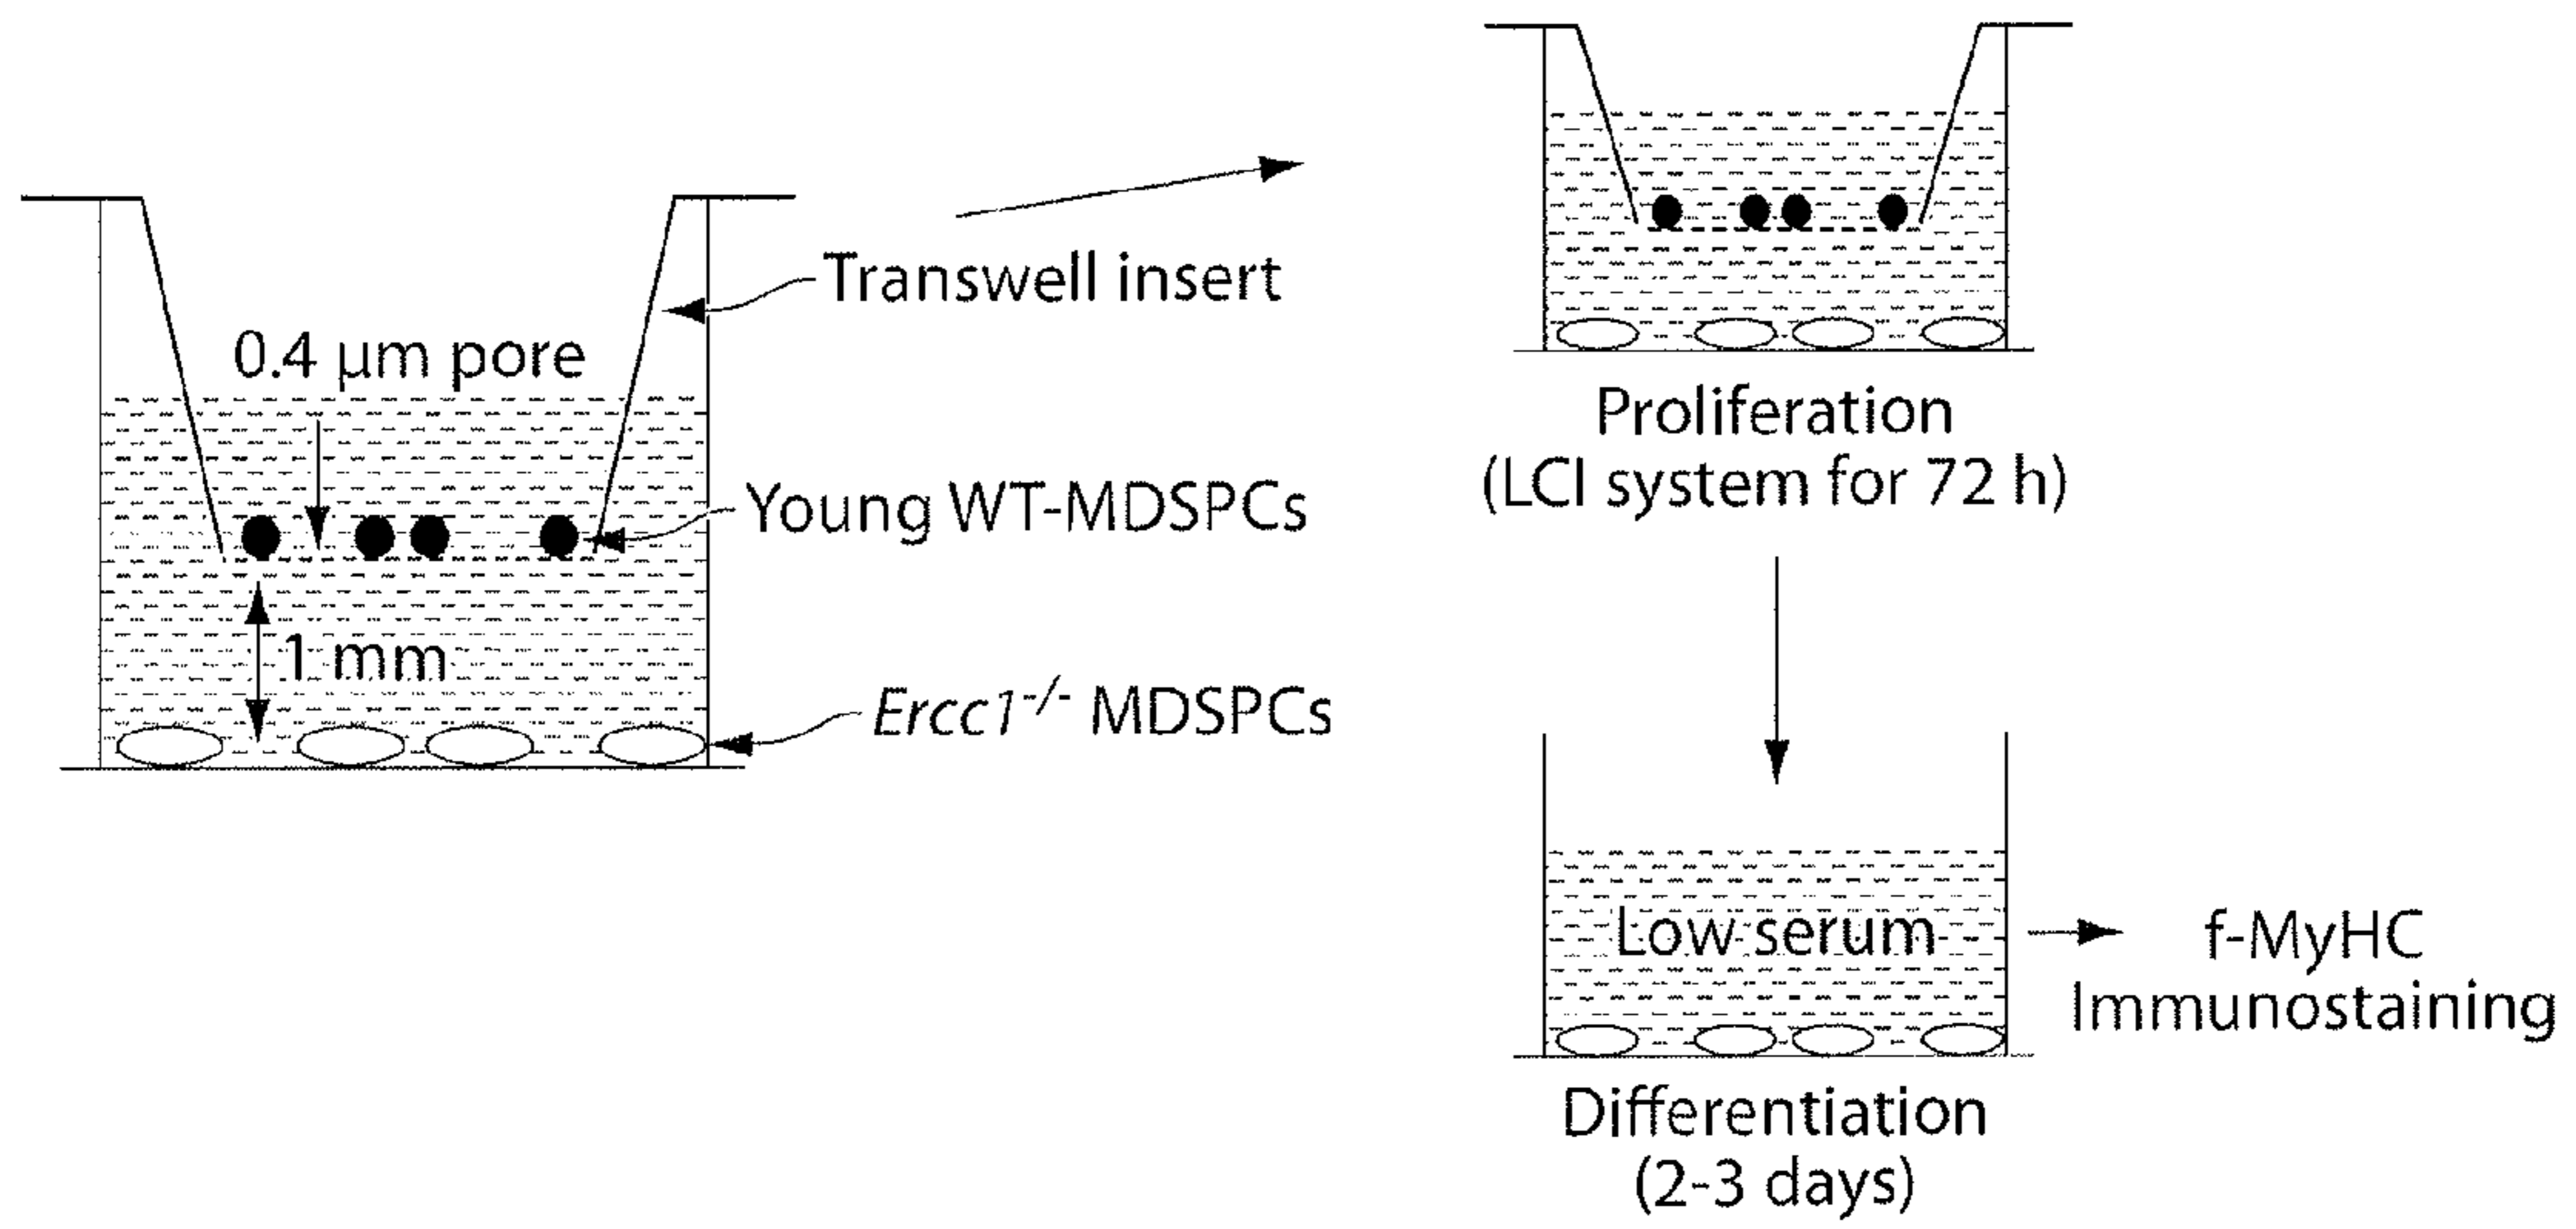 Transwell insert
0.4 μm pore
Young WT-MDSPCs
1 mm
Ercc1-/- MDSPCs
Proliferation
(LCI system for 72 h)
Low serum
f-MyHC
Immunostaining
Differentiation
(2-3 days)